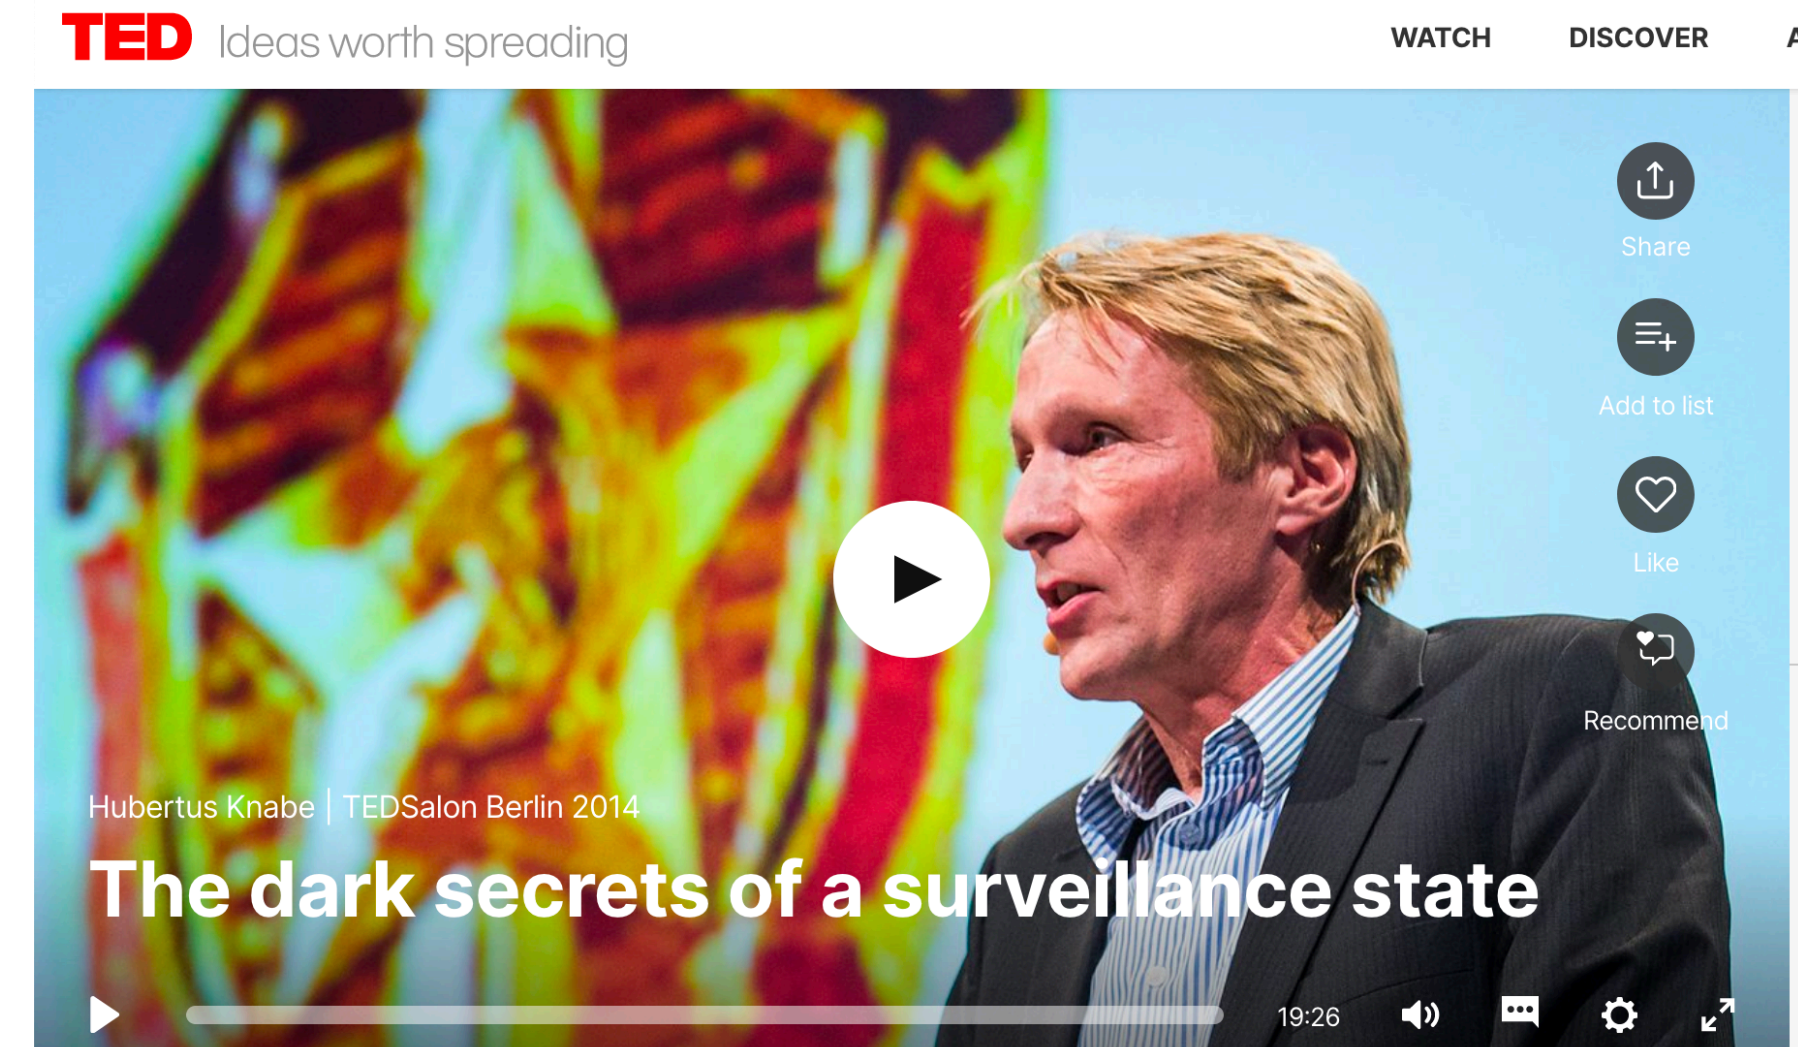 TED Ideas worth spreading WATCH DISCOVER A
Share
Add to list
Like
Recommend
Hubertus Knabe | TEDSalon Berlin 2014
The dark secrets of a surveillance state
19:26